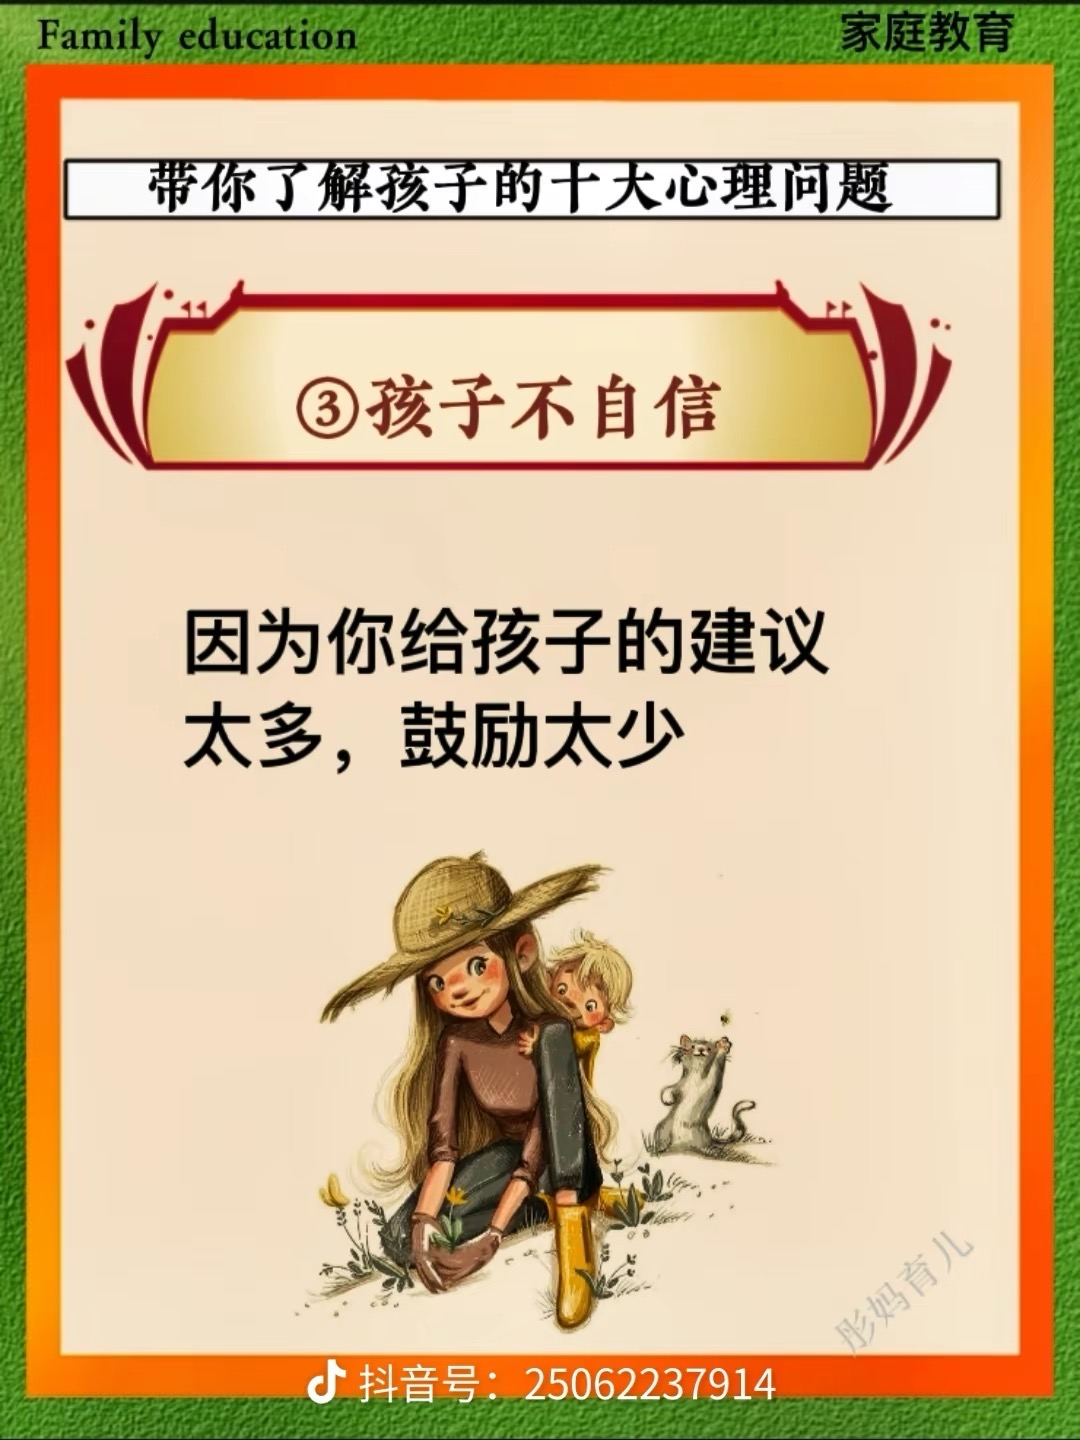 Family education
家庭教育
带你了解孩子的十大心理问题
③孩子不自信
因为你给孩子的建议
太多，鼓励太少
彤妈育儿
抖音号：25062237914